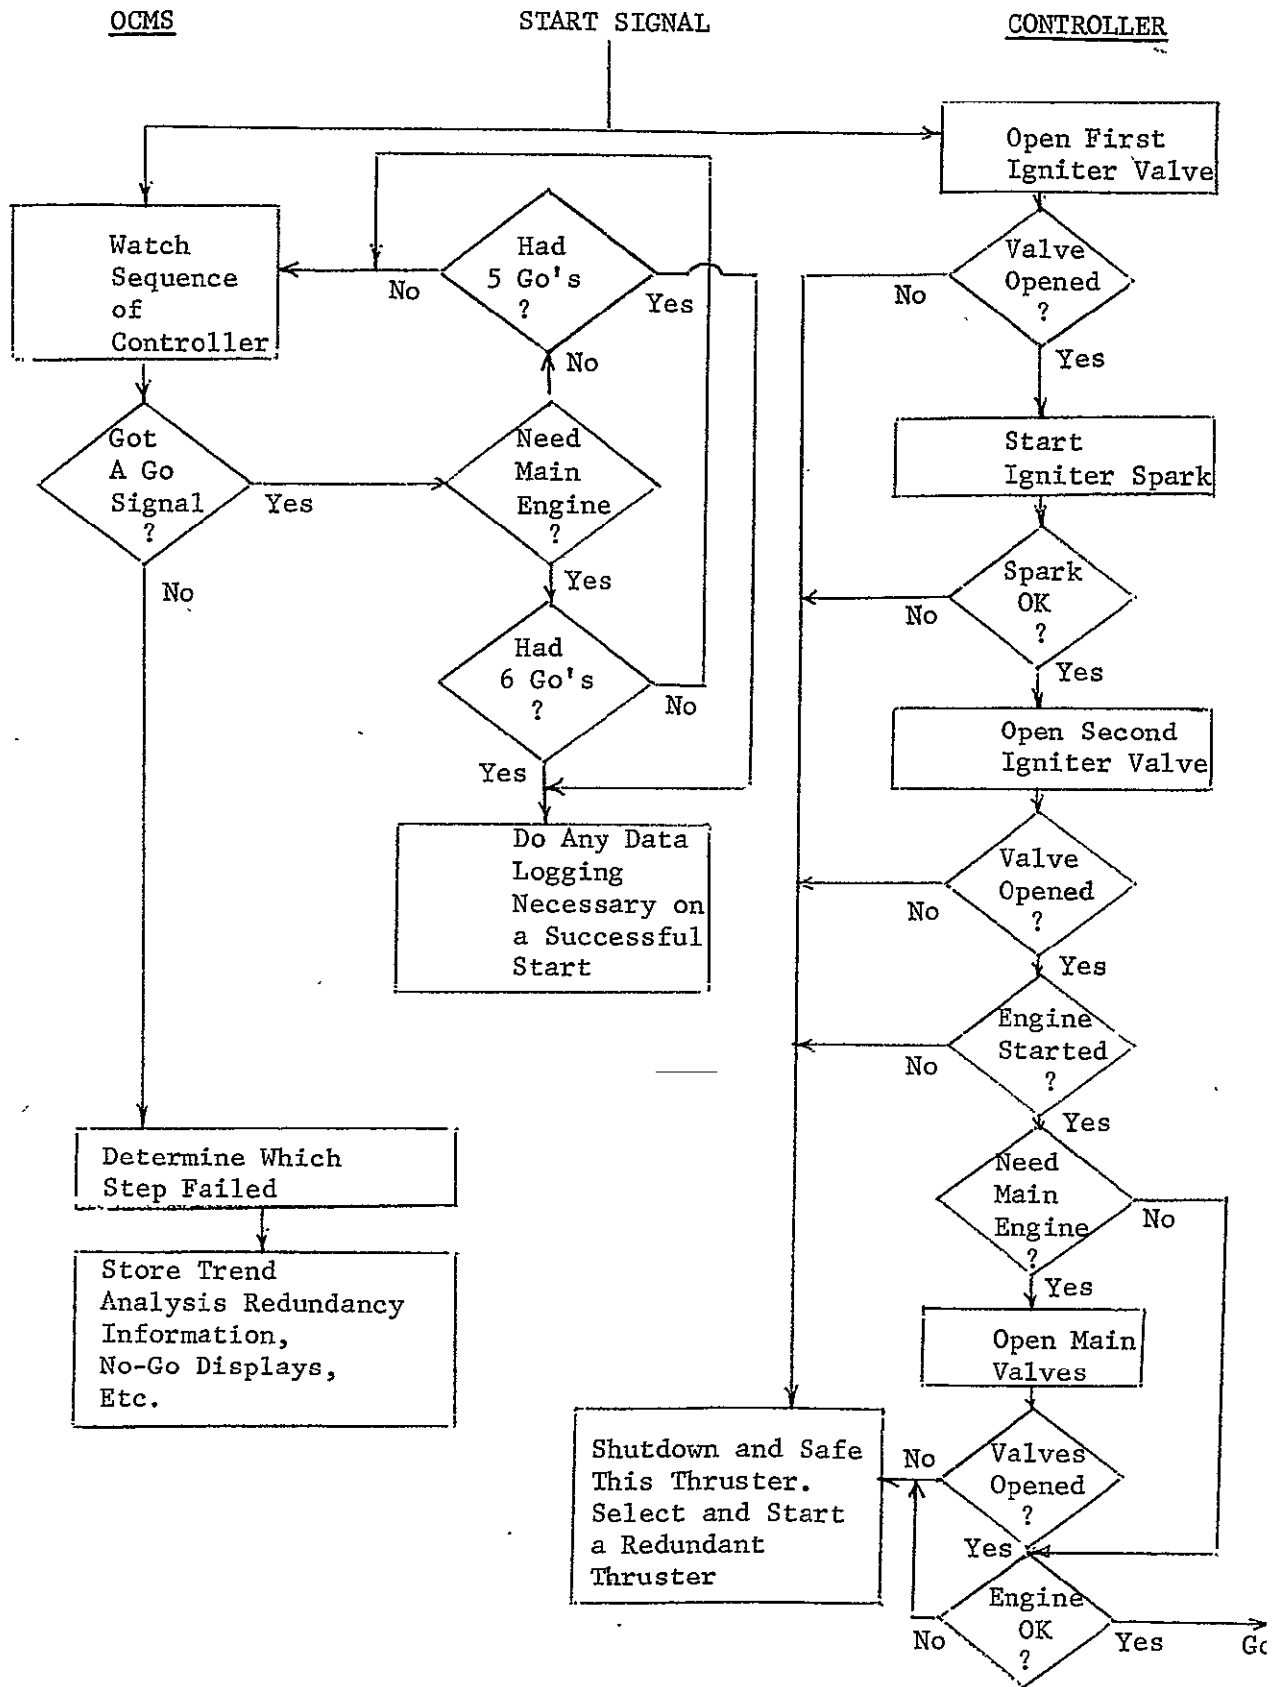 OCMS
START SIGNAL
CONTROLLER
Watch
Sequence
of
Controller
Got
A Go
Signal
?
Yes
No
Need
Main
Engine
?
No
Yes
Had
5 Go's
?
No
Yes
Had
6 Go's
?
No
Yes
Do Any Data
Logging
Necessary on
a Successful
Start
Determine Which
Step Failed
Store Trend
Analysis Redundancy
Information,
No-Go Displays,
Etc.
Open First
Igniter Valve
Valve
Opened
?
No
Yes
Start
Igniter Spark
Spark
OK
?
No
Yes
Open Second
Igniter Valve
Valve
Opened
?
No
Yes
Engine
Started
?
No
Yes
Need
Main
Engine
?
No
Yes
Open Main
Valves
Valves
Opened
?
No
Yes
Engine
OK
?
No
Yes
Go
Shutdown and Safe
This Thruster.
Select and Start
a Redundant
Thruster